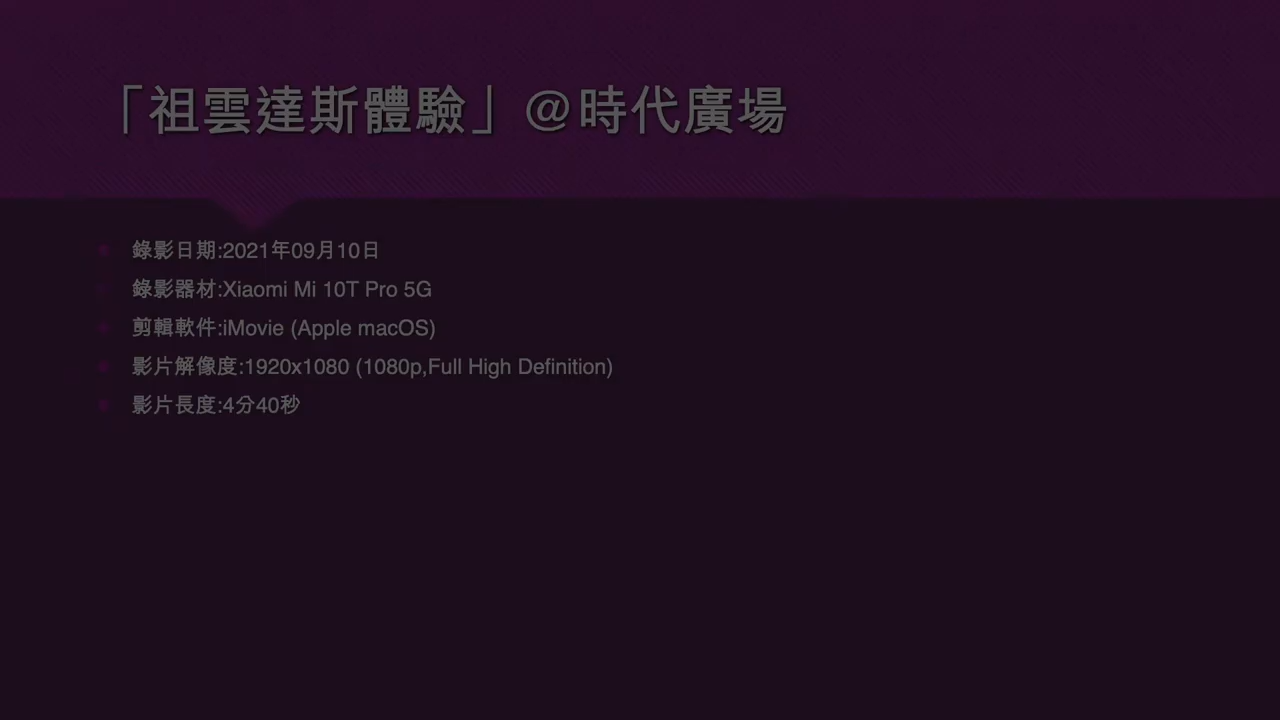 「祖雲達斯體驗」@時代廣場
錄影日期:2021年09月10日
錄影器材:Xiaomi Mi 10T Pro 5G
剪輯軟件:iMovie (Apple macOS)
影片解像度:1920x1080 (1080p,Full High Definition)
影片長度:4分40秒